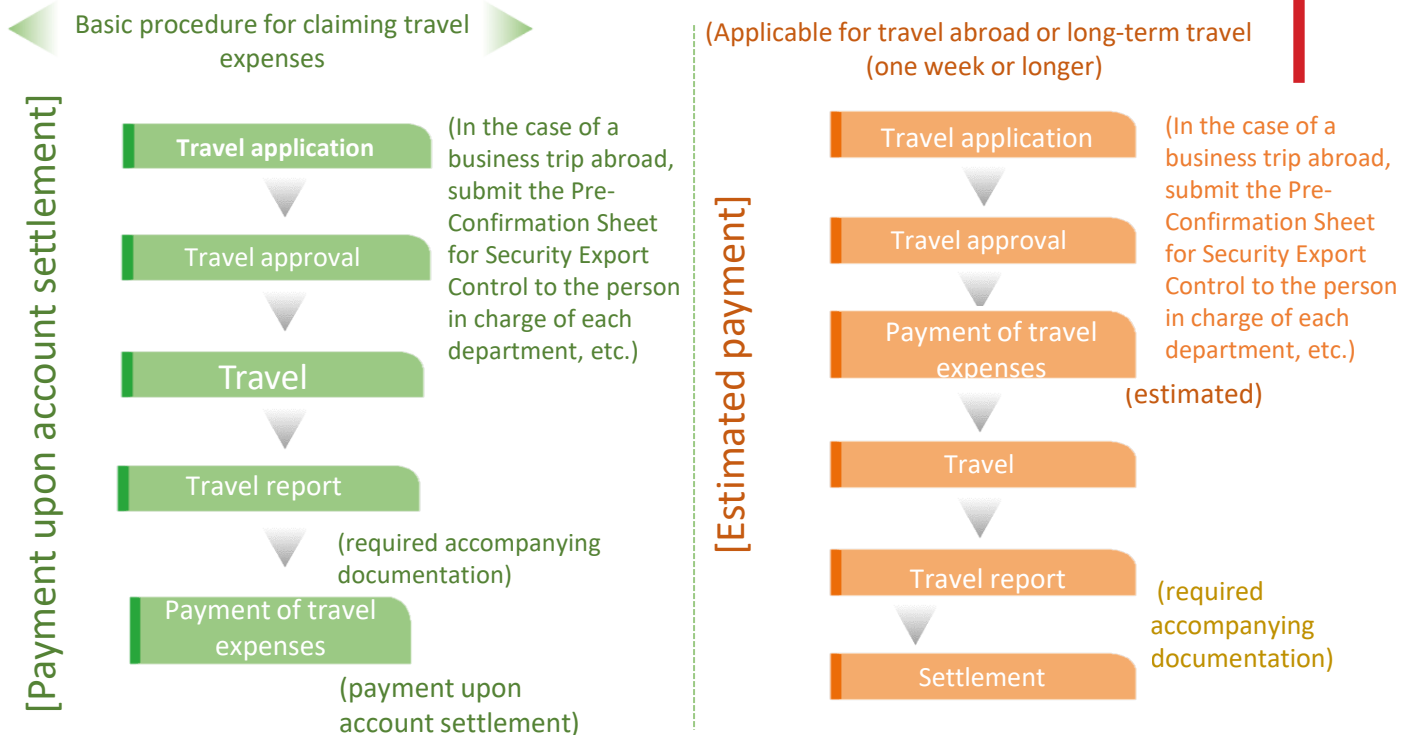 Basic procedure for claiming travel
expenses
[Payment upon account settlement]
Travel application
(In the case of a
business trip abroad,
submit the Pre-
Confirmation Sheet
for Security Export
Control to the person
in charge of each
department, etc.)
Travel approval
Travel
Travel report
(required accompanying
documentation)
Payment of travel
expenses
(payment upon
account settlement)
(Applicable for travel abroad or long-term travel
(one week or longer)
[Estimated payment]
Travel application
(In the case of a
business trip abroad,
submit the Pre-
Confirmation Sheet
for Security Export
Control to the person
in charge of each
department, etc.)
Travel approval
Payment of travel
expenses
(estimated)
Travel
Travel report
(required
accompanying
documentation)
Settlement